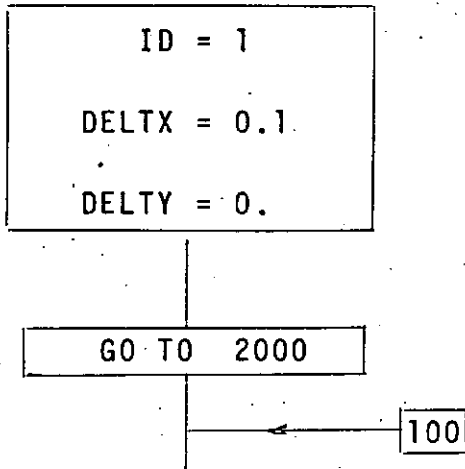 ID = 1
DELTX = 0.1
DELTY = 0.
GO TO 2000
100